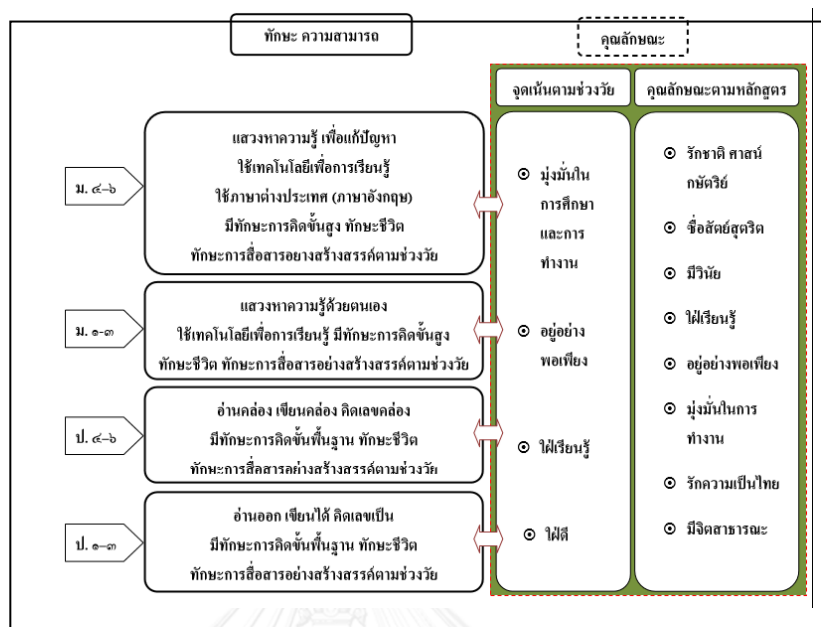 ทักษะ ความสามารถ
คุณลักษณะ
จุดเน้นตามช่วงวัย
คุณลักษณะตามหลักสูตร
ม. ๔-๖
แสวงหาความรู้ เพื่อแก้ปัญหา
ใช้เทคโนโลยีเพื่อการเรียนรู้
ใช้ภาษาต่างประเทศ (ภาษาอังกฤษ)
มีทักษะการคิดขั้นสูง ทักษะชีวิต
ทักษะการสื่อสารอยางสร้างสรรค์ตามช่วงวัย
ม. ๑-๓
แสวงหาความรู้ด้วยตนเอง
ใช้เทคโนโลยีเพื่อการเรียนรู้ มีทักษะการคิดขั้นสูง
ทักษะชีวิต ทักษะการสื่อสารอย่างสร้างสรรค์ตามช่วงวัย
ป. ๔-๖
อ่านคล่อง เขียนคล่อง คิดเลขคล่อง
มีทักษะการคิดขั้นพื้นฐาน ทักษะชีวิต
ทักษะการสื่อสารอย่างสร้างสรรค์ตามช่วงวัย
ป. ๑-๓
อ่านออก เขียนได้ คิดเลขเป็น
มีทักษะการคิดขั้นพื้นฐาน ทักษะชีวิต
ทักษะการสื่อสารอย่างสร้างสรรค์ตามช่วงวัย
มุ่งมั่นใน
การศึกษา
และการ
ทำงาน
อยู่อย่าง
พอเพียง
ใฝ่เรียนรู้
ใฝ่ดี
รักชาติ ศาสน์
กษัตริย์
ซื่อสัตย์สุตริต
มีวินัย
ใฝ่เรียนรู้
อยู่อย่างพอเพียง
มุ่งมั่นในการ
ทำงาน
รักความเป็นไทย
มีจิตสาธารณะ